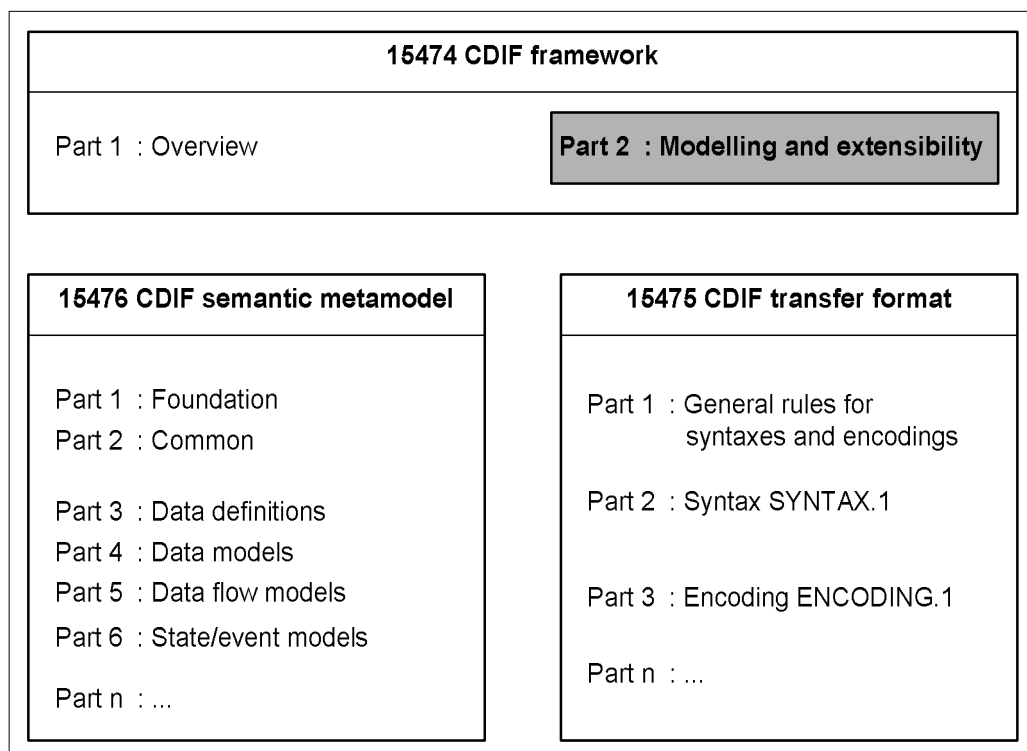 15474 CDIF framework
Part 1 : Overview
Part 2 : Modelling and extensibility
15476 CDIF semantic metamodel
Part 1 : Foundation
Part 2 : Common
Part 3 : Data definitions
Part 4 : Data models
Part 5 : Data flow models
Part 6 : State/event models
Part n : ...
15475 CDIF transfer format
Part 1 : General rules for
syntaxes and encodings
Part 2 : Syntax SYNTAX.1
Part 3 : Encoding ENCODING.1
Part n : ...